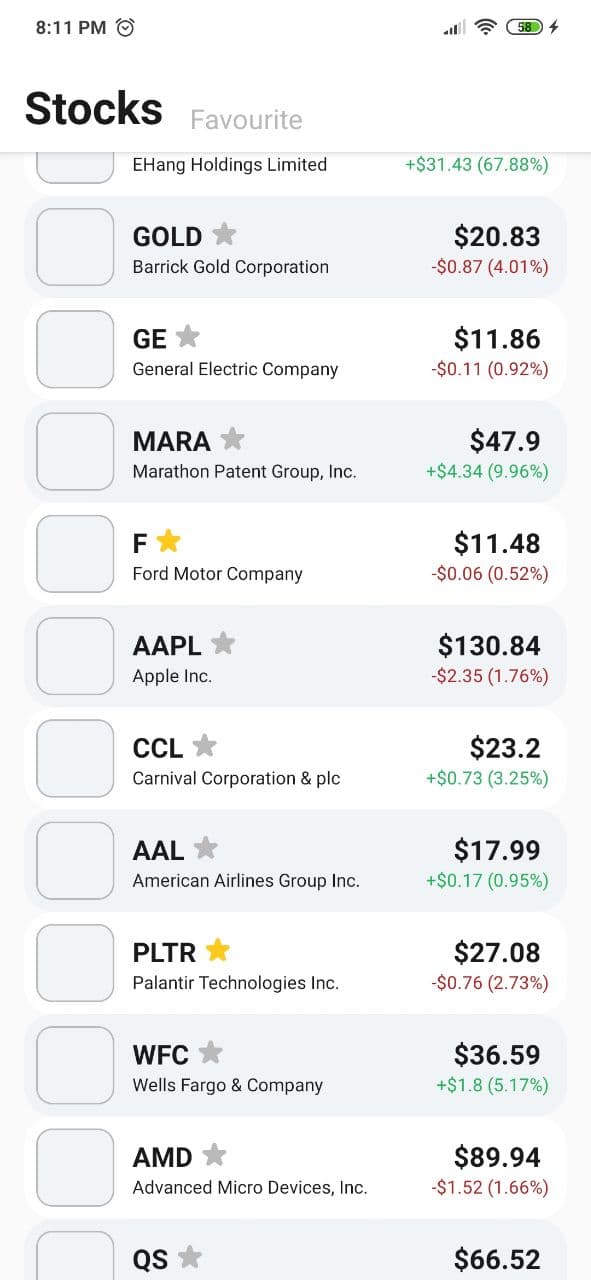 8:11 PM 58
Stocks Favourite
EHang Holdings Limited +$31.43 (67.88%)
GOLD $20.83
Barrick Gold Corporation -$0.87 (4.01%)
GE $11.86
General Electric Company -$0.11 (0.92%)
MARA $47.9
Marathon Patent Group, Inc. +$4.34 (9.96%)
F $11.48
Ford Motor Company -$0.06 (0.52%)
AAPL $130.84
Apple Inc. -$2.35 (1.76%)
CCL $23.2
Carnival Corporation & plc +$0.73 (3.25%)
AAL $17.99
American Airlines Group Inc. +$0.17 (0.95%)
PLTR $27.08
Palantir Technologies Inc. -$0.76 (2.73%)
WFC $36.59
Wells Fargo & Company +$1.8 (5.17%)
AMD $89.94
Advanced Micro Devices, Inc. -$1.52 (1.66%)
QS $66.52